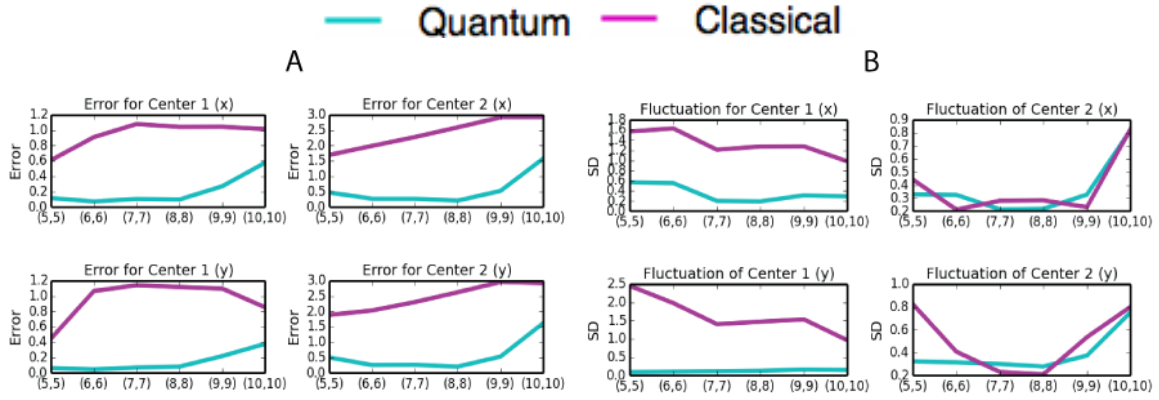 Quantum Classical
A B
Error for Center 1 (x)
1.2
1.0
0.8
0.6
0.4
0.2
0.0
Error
(5,5) (6,6) (7,7) (8,8) (9,9) (10,10)
Error for Center 2 (x)
3.0
2.5
2.0
1.5
1.0
0.5
0.0
Error
(5,5) (6,6) (7,7) (8,8) (9,9) (10,10)
Fluctuation for Center 1 (x)
1.8
1.6
1.4
1.2
1.0
0.8
0.6
0.4
0.2
0.0
SD
(5,5) (6,6) (7,7) (8,8) (9,9) (10,10)
Fluctuation of Center 2 (x)
0.9
0.8
0.7
0.6
0.5
0.4
0.3
0.2
SD
(5,5) (6,6) (7,7) (8,8) (9,9) (10,10)
Error for Center 1 (y)
1.2
1.0
0.8
0.6
0.4
0.2
0.0
Error
(5,5) (6,6) (7,7) (8,8) (9,9) (10,10)
Error for Center 2 (y)
3.0
2.5
2.0
1.5
1.0
0.5
0.0
Error
(5,5) (6,6) (7,7) (8,8) (9,9) (10,10)
Fluctuation of Center 1 (y)
2.5
2.0
1.5
1.0
0.5
0.0
SD
(5,5) (6,6) (7,7) (8,8) (9,9) (10,10)
Fluctuation of Center 2 (y)
1.0
0.8
0.6
0.4
0.2
SD
(5,5) (6,6) (7,7) (8,8) (9,9) (10,10)